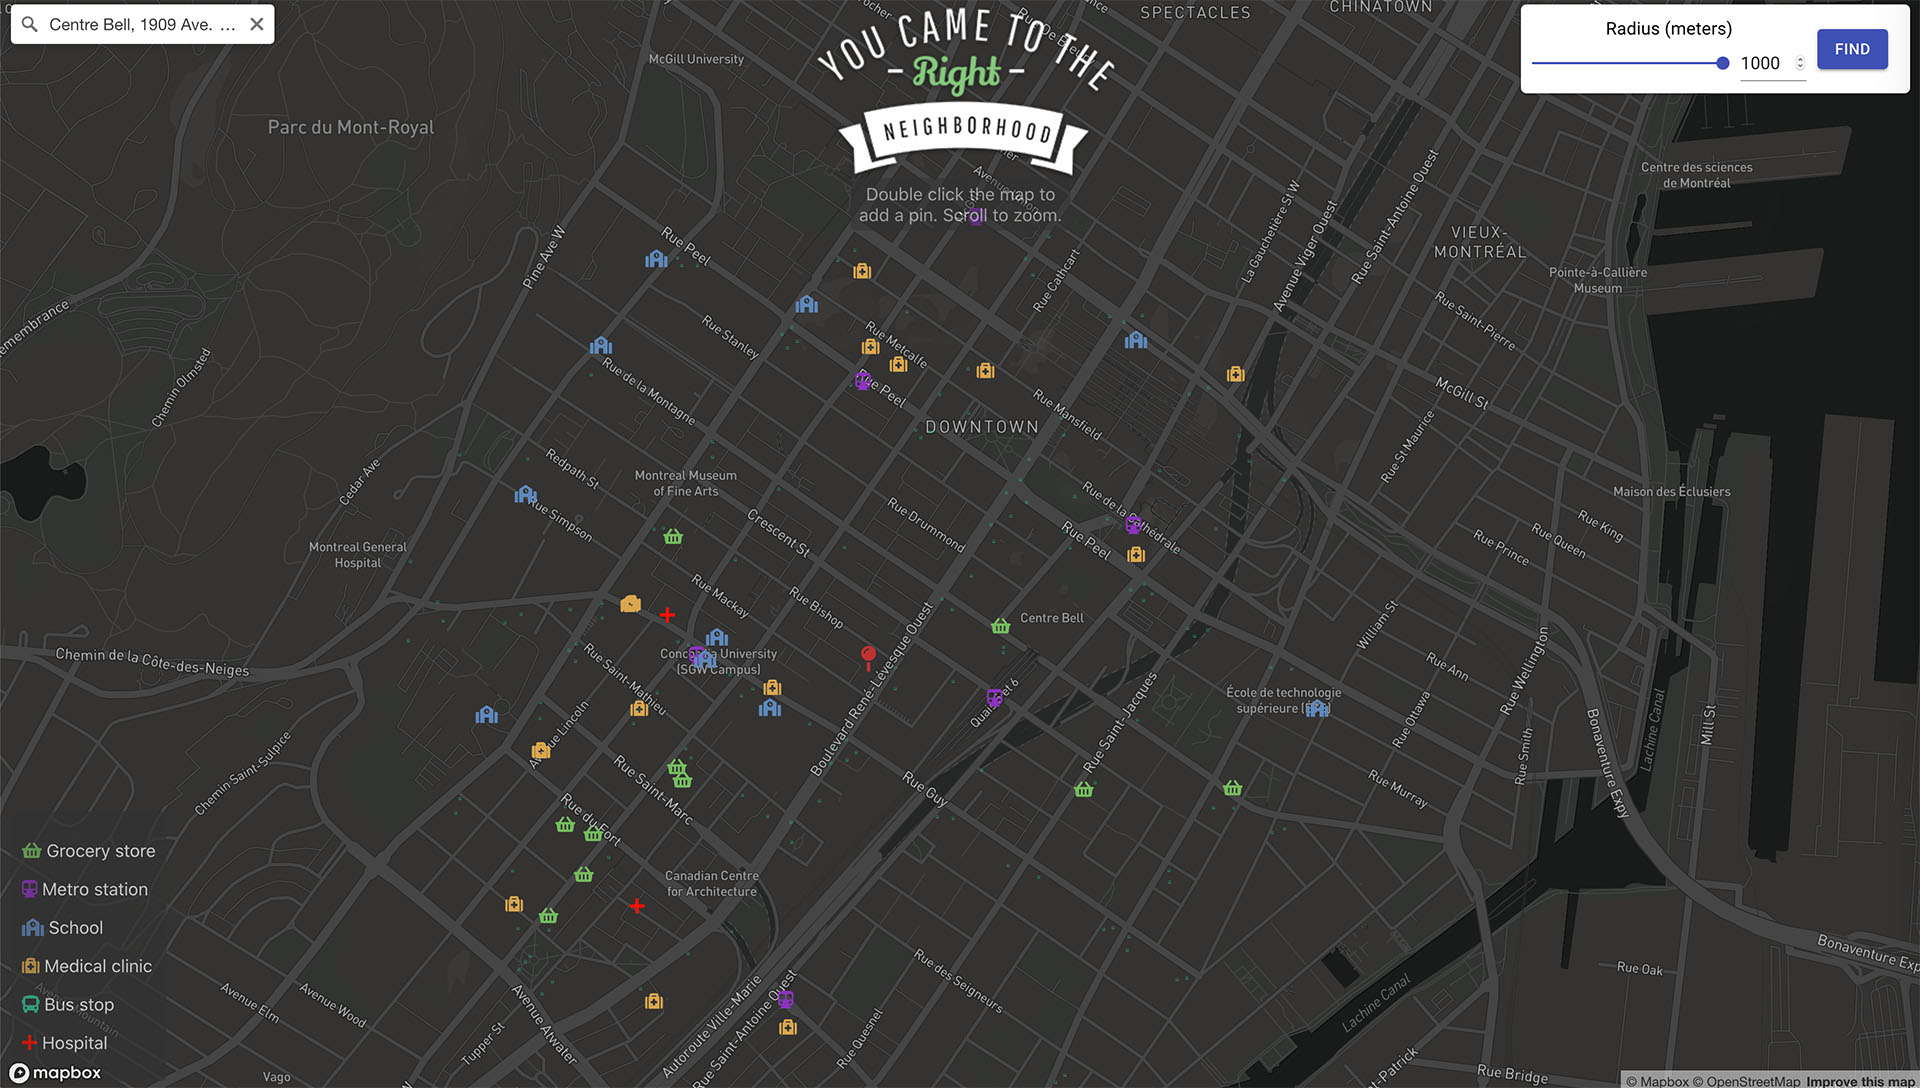 Centre Bell, 1909 Ave. ...
YOU CAME TO THE
Right
NEIGHBORHOOD
Double click the map to
add a pin. Scroll to zoom.
Radius (meters)
1000
FIND
SPECTACLES
CHINATOWN
McGill University
Parc du Mont-Royal
Centre des sciences
de Montréal
VIEUX-
MONTRÉAL
Pointe-à-Callière
Museum
Pine Ave W
Rue Peel
Rue Cathcart
La Gauchetière St W
Avenue Viger Ouest
Rue Saint-Antoine Ouest
Rue Saint-Pierre
Rue Stanley
Rue Metcalfe
Rue de la Montagne
Rue Peel
Rue Mansfield
McGill St
Chemin Olmsted
DOWNTOWN
Rue St Maurice
Redpath St
Cedar Ave
Montreal Museum
of Fine Arts
Maison des Éclusiers
Rue Simpson
Crescent St
Rue Drummond
Rue de la Cathédrale
Rue Peel
Rue King
Rue Queen
Rue Prince
Montreal General
Hospital
Rue Mackay
Rue Bishop
Centre Bell
William St
Chemin de la Côte-des-Neiges
Concordia University
(SGW Campus)
Rue Saint-Mathieu
Boulevard René-Lévesque Ouest
Rue Ann
Rue Wellington
École de technologie
supérieure
Rue Saint-Jacques
Rue Ottawa
Rue Smith
Mill St
Lachine Canal
Bonaventure Expy
Chemin Saint-Sulpice
Rue Saint-Marc
Rue du Fort
Rue Guy
Rue Murray
Canadian Centre
for Architecture
Grocery store
Metro station
School
Medical clinic
Bus stop
Hospital
Avenue Elm
Avenue Wood
Tupper St
Avenue Atwater
Autoroute Ville-Marie
Rue Saint-Antoine Ouest
Rue Quesnel
Rue des Seigneurs
Lachine Canal
Rue Oak
Bonaventure Exp
Rue Bridge
Vago
mapbox
© Mapbox © OpenStreetMap Improve this map